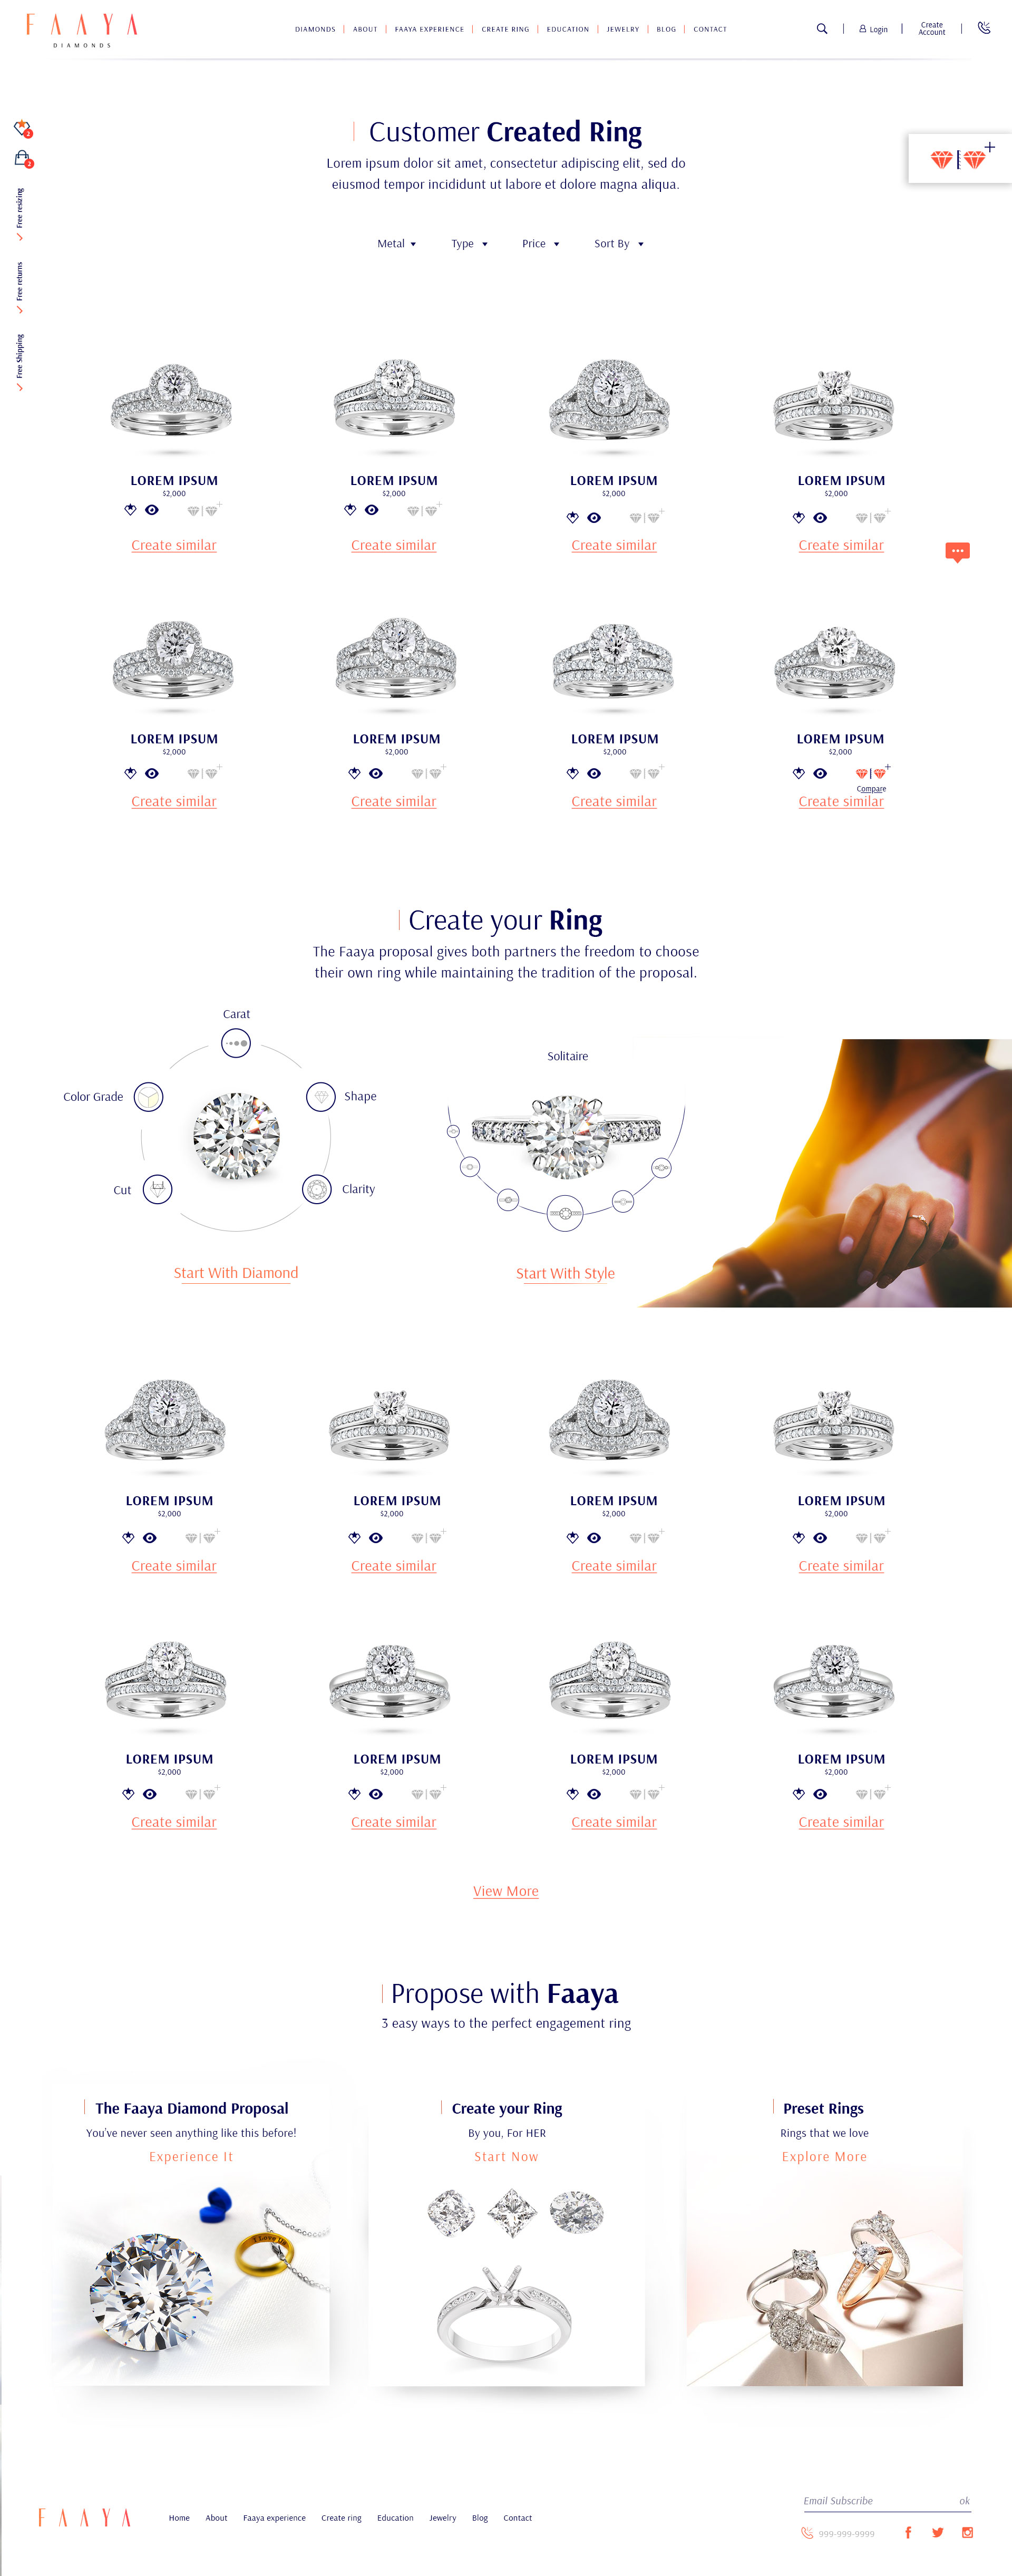 FAAYA
DIAMONDS
DIAMONDS | ABOUT | FAAYA EXPERIENCE | CREATE RING | EDUCATION | JEWELRY | BLOG | CONTACT
Login
Create
Account
2
2
Free resizing
Free returns
Free Shipping
Customer Created Ring
Lorem ipsum dolor sit amet, consectetur adipiscing elit, sed do
eiusmod tempor incididunt ut labore et dolore magna aliqua.
Metal Type Price Sort By
LOREM IPSUM LOREM IPSUM LOREM IPSUM LOREM IPSUM
$2,000 $2,000 $2,000 $2,000
Create similar Create similar Create similar Create similar
LOREM IPSUM LOREM IPSUM LOREM IPSUM LOREM IPSUM
$2,000 $2,000 $2,000 $2,000
Compare
Create similar Create similar Create similar Create similar
Create your Ring
The Faaya proposal gives both partners the freedom to choose
their own ring while maintaining the tradition of the proposal.
Carat
Color Grade
Shape
Cut
Clarity
Start With Diamond
Solitaire
Start With Style
LOREM IPSUM LOREM IPSUM LOREM IPSUM LOREM IPSUM
$2,000 $2,000 $2,000 $2,000
Create similar Create similar Create similar Create similar
LOREM IPSUM LOREM IPSUM LOREM IPSUM LOREM IPSUM
$2,000 $2,000 $2,000 $2,000
Create similar Create similar Create similar Create similar
View More
Propose with Faaya
3 easy ways to the perfect engagement ring
The Faaya Diamond Proposal
You've never seen anything like this before!
Experience It
I Love
Create your Ring
By you, For HER
Start Now
Preset Rings
Rings that we love
Explore More
FAAYA
Home About Faaya experience Create ring Education Jewelry Blog Contact
Email Subscribe ok
999-999-9999